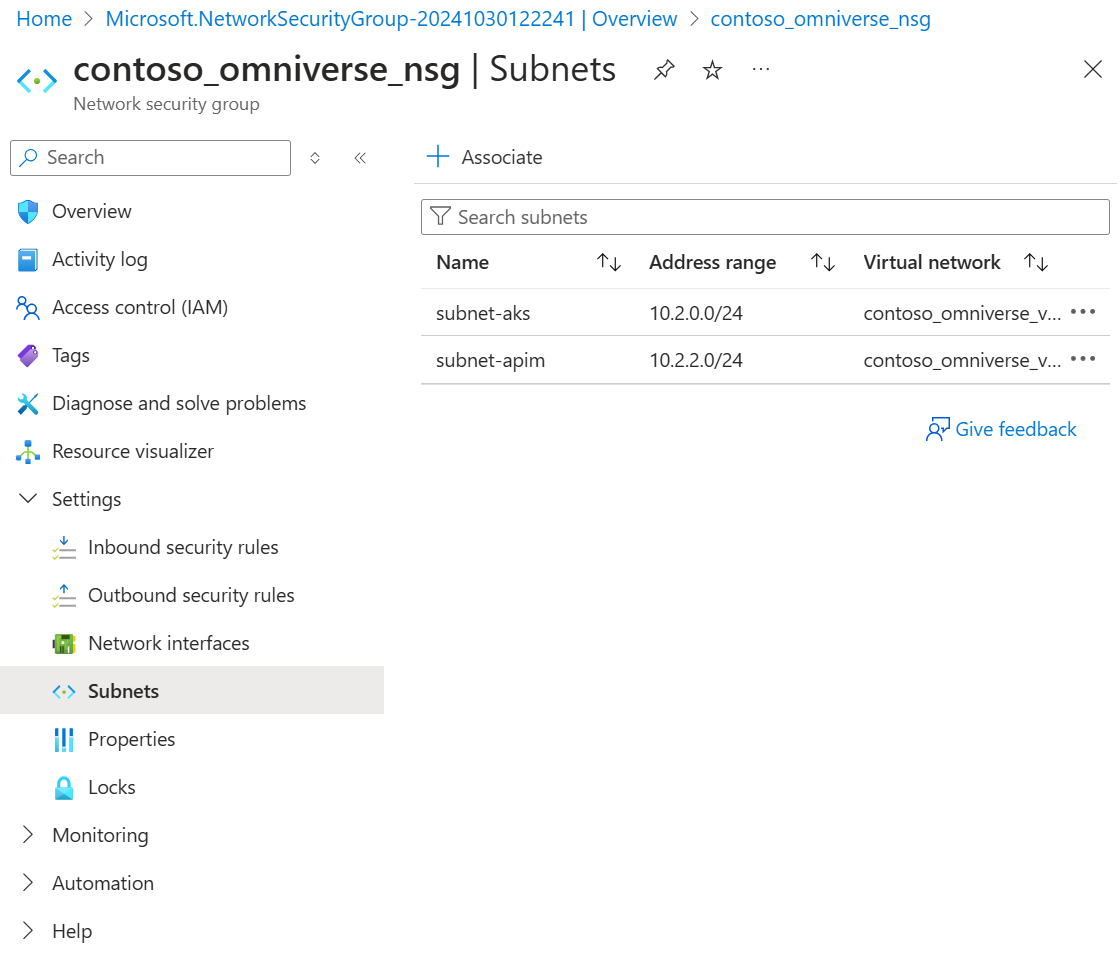 Home > Microsoft.NetworkSecurityGroup-20241030122241 | Overview > contoso_omniverse_nsg
contoso_omniverse_nsg | Subnets
Network security group
Search
Overview
Activity log
Access control (IAM)
Tags
Diagnose and solve problems
Resource visualizer
Settings
Inbound security rules
Outbound security rules
Network interfaces
Subnets
Properties
Locks
Monitoring
Automation
Help
Associate
Search subnets
Name Address range Virtual network
subnet-aks 10.2.0.0/24 contoso_omniverse_v...
subnet-apim 10.2.2.0/24 contoso_omniverse_v...
Give feedback